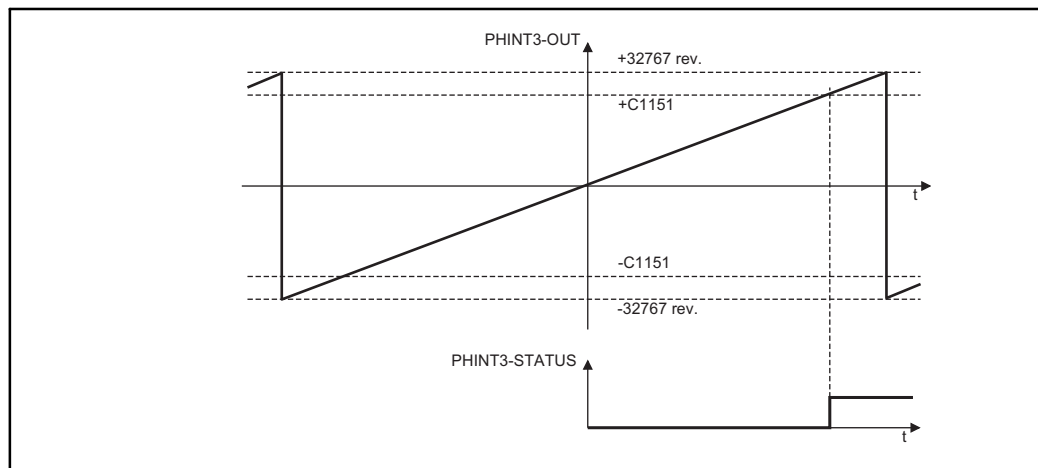 PHINT3-OUT
+32767 rev.
+C1151
t
-C1151
-32767 rev.
PHINT3-STATUS
t